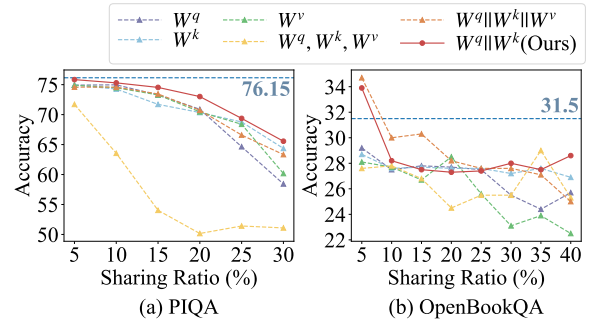 W^q W^v W^q||W^k||W^v
W^k W^q, W^k, W^v W^q||W^k(Ours)
75
70
65
60
55
50
Accuracy
76.15
5 10 15 20 25 30
Sharing Ratio (%)
(a) PIQA
34
32
30
28
26
24
22
Accuracy
31.5
5 10 15 20 25 30 35 40
Sharing Ratio (%)
(b) OpenBookQA